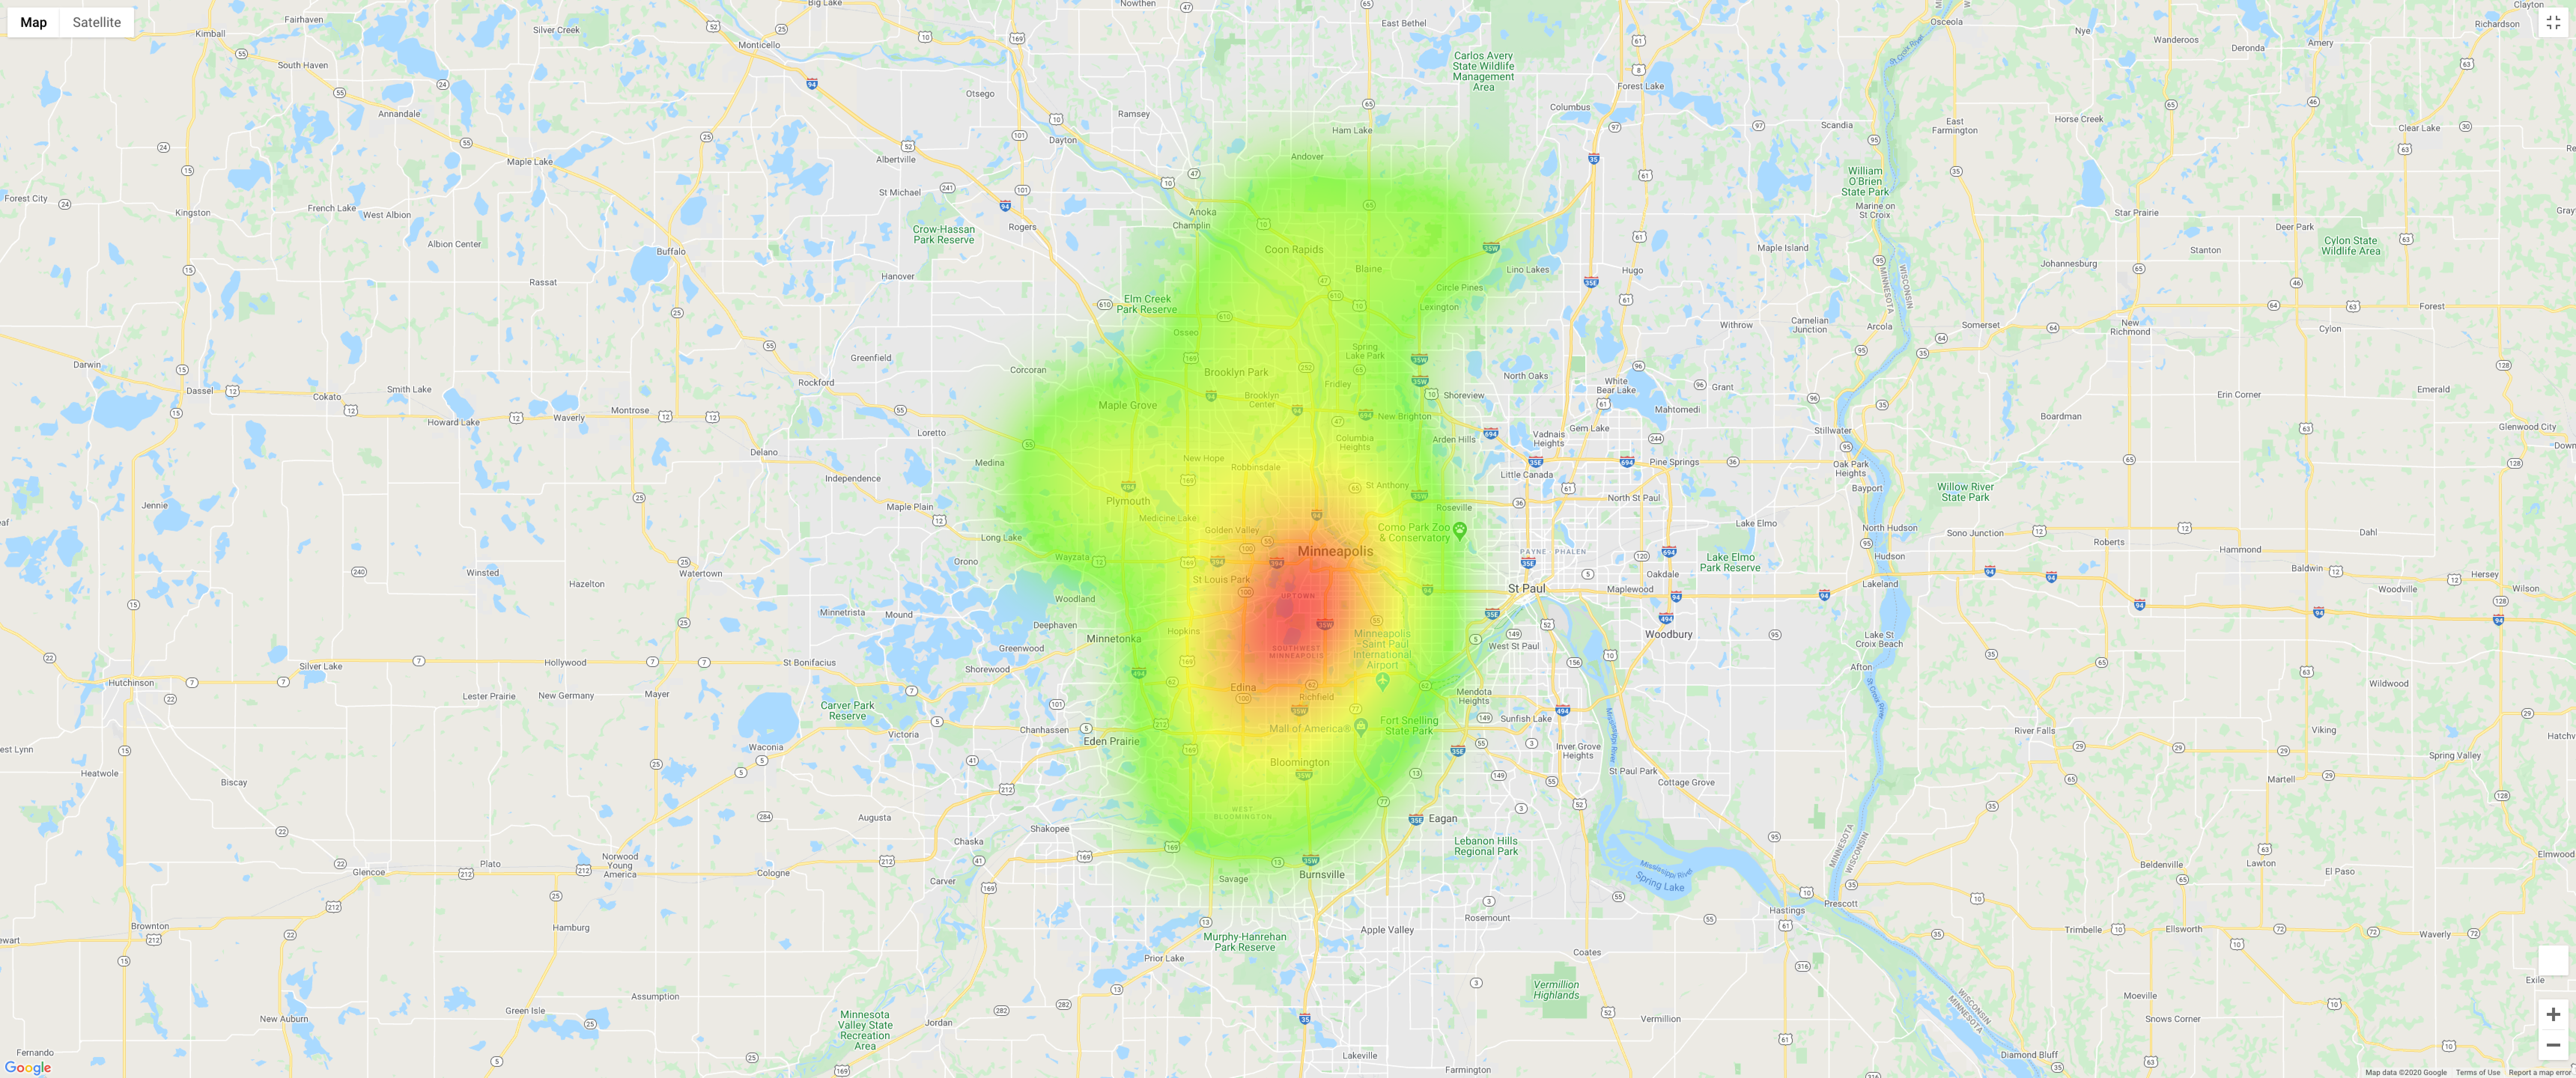 Map
Satellite
Kimball
Fairhaven
Silver Creek
Big Lake
Monticello
Nowthen
East Bethel
Osceola
Nye
Wanderoos
Deronda
Amery
Clayton
Richardson
South Haven
Annandale
Otsego
Ramsey
Carlos Avery
State Wildlife
Management
Area
Forest Lake
Columbus
Scandia
East
Farmington
Horse Creek
Clear Lake
Maple Lake
Albertville
Dayton
Ham Lake
Andover
St Michael
Forest City
Kingston
French Lake
West Albion
Albion Center
Buffalo
Rogers
Crow-Hassan
Park Reserve
Anoka
Champlin
Coon Rapids
Blaine
Lino Lakes
Hugo
Maple Island
William
O'Brien
State Park
Marine on
St Croix
Star Prairie
Deer Park
Stanton
Cylon State
Wildlife Area
Johannesburg
Rassat
Hanover
Elm Creek
Park Reserve
Circle Pines
Lexington
Withrow
Carnelian
Junction
Arcola
Somerset
New
Richmond
Cylon
Forest
Darwin
Dassel
Cokato
Smith Lake
Howard Lake
Waverly
Montrose
Rockford
Greenfield
Corcoran
Osseo
Brooklyn Park
Spring
Lake Park
Fridley
Brooklyn
Center
Maple Grove
New Brighton
Shoreview
North Oaks
White
Bear Lake
Grant
Mahtomedi
Gem Lake
Vadnais
Heights
Arden Hills
Columbia
Heights
Stillwater
Boardman
Erin Corner
Emerald
Glenwood City
Loretto
Delano
Medina
Independence
Maple Plain
New Hope
Robbinsdale
Plymouth
Medicine Lake
Golden Valley
St Anthony
Roseville
Little Canada
Pine Springs
North St Paul
Lake Elmo
Oak Park
Heights
Bayport
Willow River
State Park
North Hudson
Hudson
Sono Junction
Roberts
Hammond
Dahl
Baldwin
Hersey
Wilson
Woodville
Jennie
Winsted
Hazelton
Watertown
Long Lake
Orono
Wayzata
Woodland
Deephaven
Minnetrista
Mound
Minnetonka
Greenwood
Shorewood
St Louis Park
Hopkins
Minneapolis
UPTOWN
SOUTHWEST
MINNEAPOLIS
Como Park Zoo
& Conservatory
PAYNE
PHALEN
St Paul
Oakdale
Maplewood
Lake Elmo
Park Reserve
Lakeland
Minneapolis
–Saint Paul
International
Airport
West St Paul
Woodbury
Lake St
Croix Beach
Afton
Silver Lake
Hutchinson
Hollywood
Lester Prairie
New Germany
Mayer
St Bonifacius
Carver Park
Reserve
Victoria
Waconia
Chanhassen
Eden Prairie
Edina
Richfield
Mall of America®
Fort Snelling
State Park
Mendota
Heights
Sunfish Lake
Inver Grove
Heights
St Paul Park
Cottage Grove
Wildwood
River Falls
Viking
Martell
Spring Valley
Heatwole
Biscay
Glencoe
Plato
Norwood
Young
America
Cologne
Augusta
Chaska
Shakopee
Carver
Bloomington
WEST
BLOOMINGTON
Savage
Burnsville
Eagan
Lebanon Hills
Regional Park
Rosemount
Apple Valley
Coates
Mississippi River
Spring Lake
Hastings
Prescott
Beldenville
Lawton
El Paso
Elmwood
Waverly
Ellsworth
Trimbelle
Brownton
Hamburg
New Auburn
Green Isle
Assumption
Jordan
Prior Lake
Murphy-Hanrehan
Park Reserve
Vermillion
Highlands
Vermillion
Minnesota
Valley State
Recreation
Area
Lakeville
Farmington
Fernando
Moeville
Snows Corner
Diamond Bluff
Exile
MINNESOTA
WISCONSIN
Google
Map data ©2020 Google
Terms of Use
Report a map error